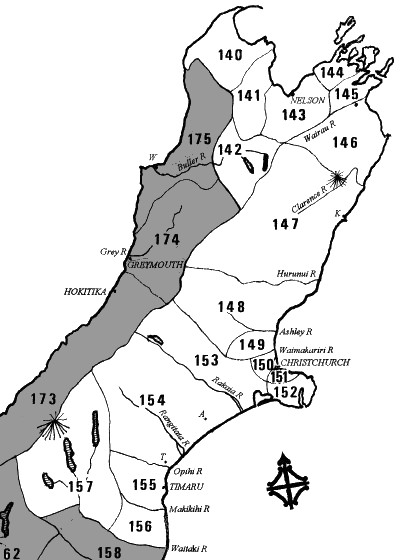 140
144
141
145
NELSON
143
Wairau R
175
142
146
W
Buller R
Clarence R
K
147
174
Grey R
GREYMOUTH
Hurunui R
HOKITIKA
148
Ashley R
149
Waimakariri R
153
150
CHRISTCHURCH
151
Rakaia R
152
173
154
A
Rangitata R
T
Opihi R
157
155
TIMARU
Makikihi R
156
62
158
Waitaki R